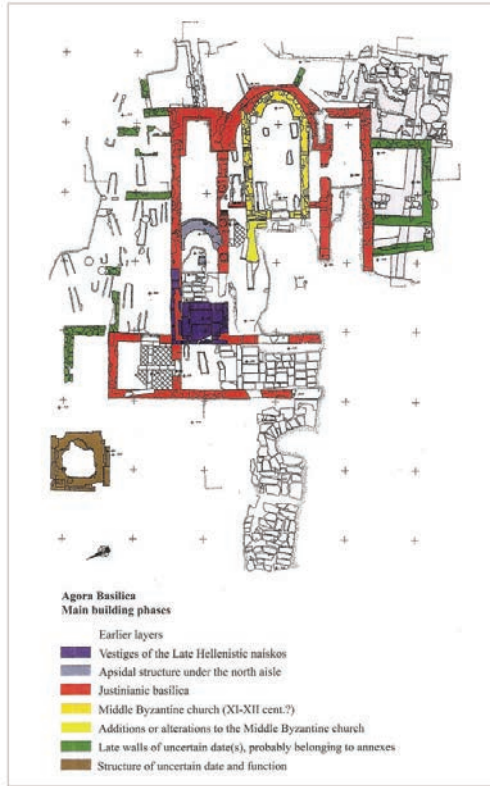 Agora Basilica
Main building phases
Earlier layers
Vestiges of the Late Hellenistic naiskos
Apsidal structure under the north aisle
Justinianic basilica
Middle Byzantine church (XI-XII cent.?)
Additions or alterations to the Middle Byzantine church
Late walls of uncertain date(s), probably belonging to annexes
Structure of uncertain date and function